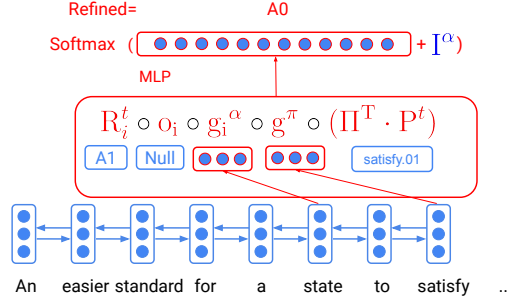 Refined= A0
Softmax ( + I^α )
MLP
R_i^t ∘ o_i ∘ g_i^α ∘ g^π ∘ (Π^T · P^t)
A1 Null satisfy.01
An easier standard for a state to satisfy ..